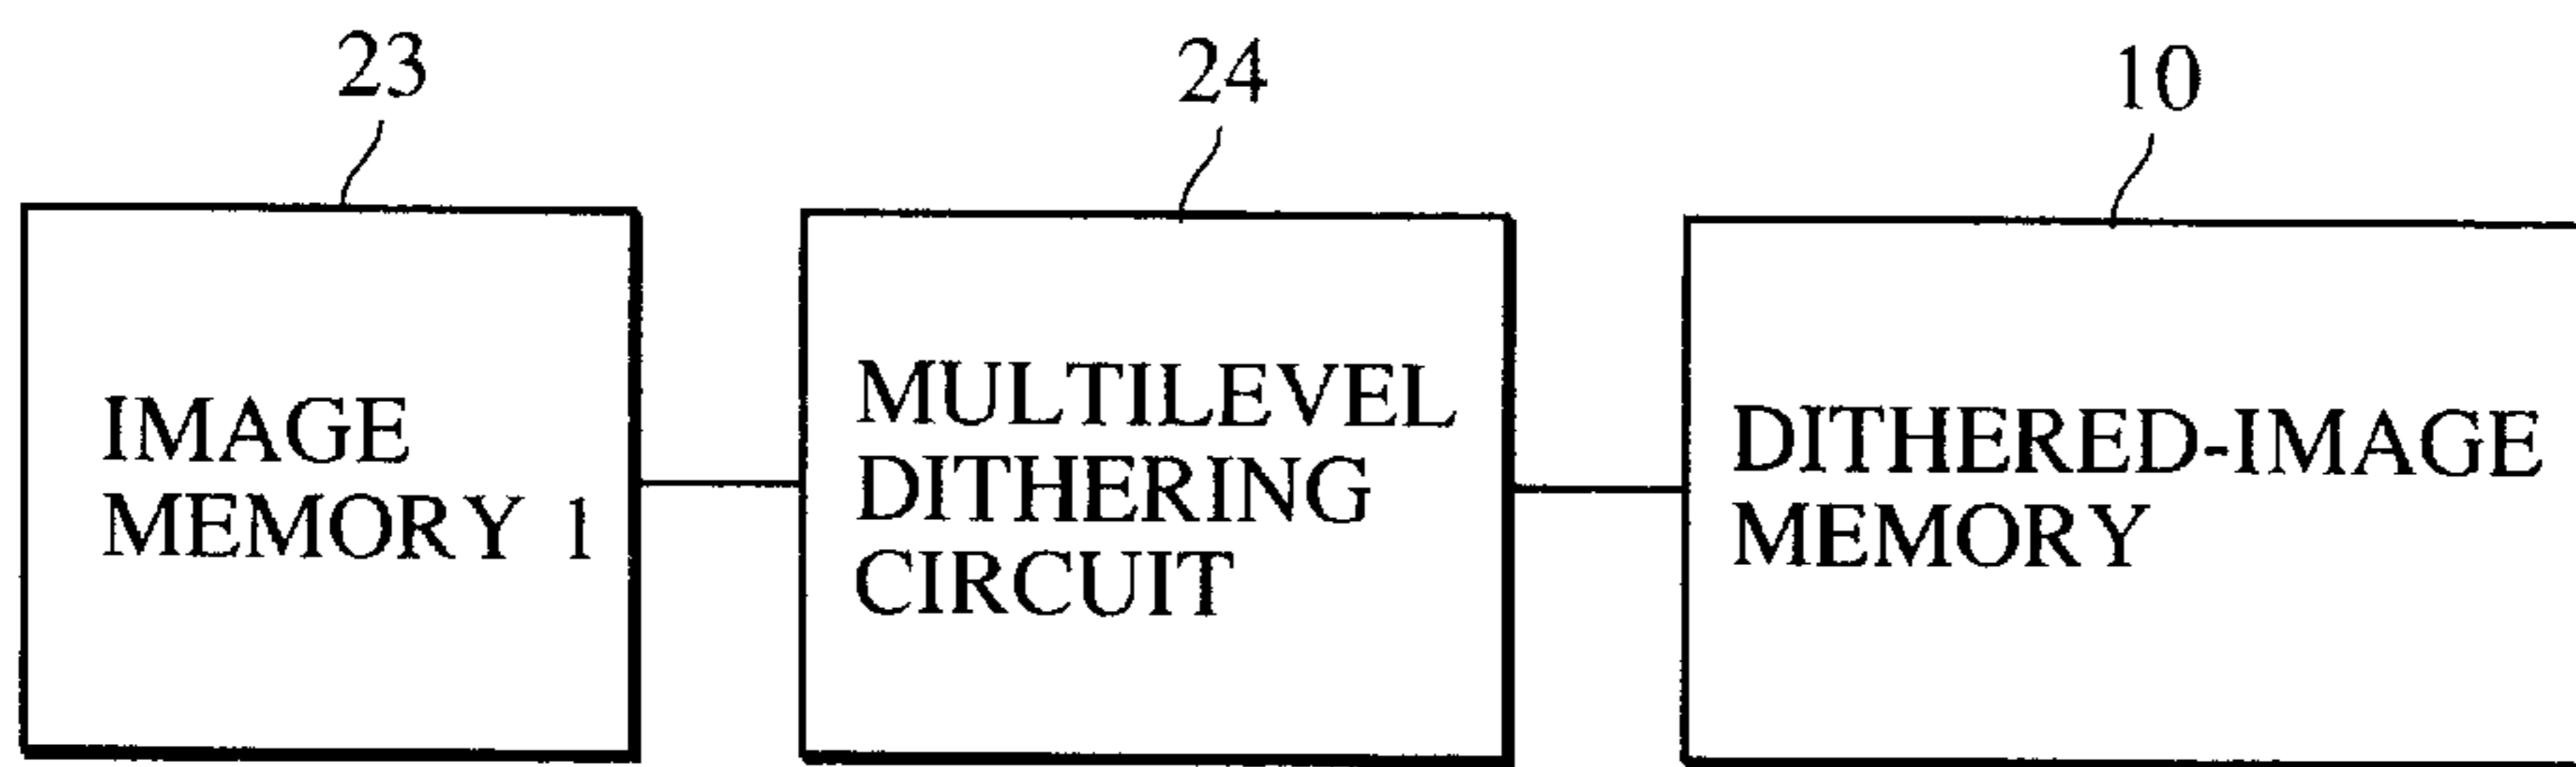 23
24
10
IMAGE
MEMORY 1
MULTILEVEL
DITHERING
CIRCUIT
DITHERED-IMAGE
MEMORY